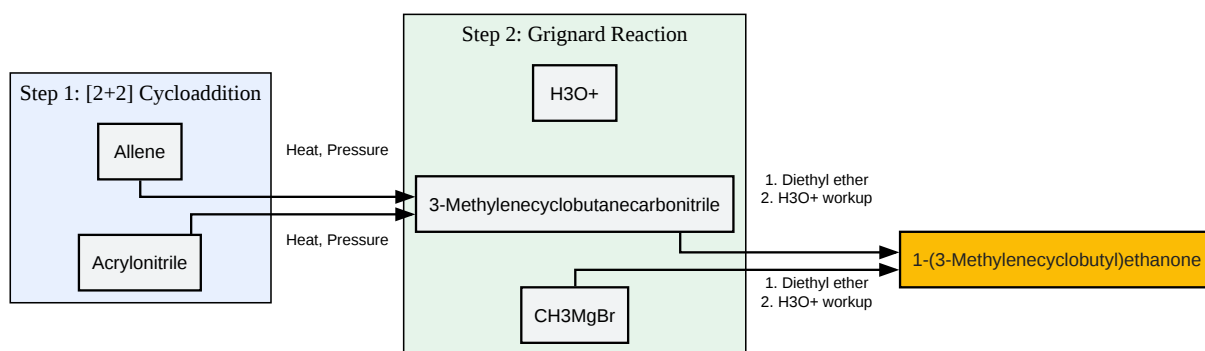 Step 1: [2+2] Cycloaddition
Allene
Acrylonitrile
Heat, Pressure
Heat, Pressure
Step 2: Grignard Reaction
H3O+
3-Methylenecyclobutanecarbonitrile
CH3MgBr
1. Diethyl ether
2. H3O+ workup
1. Diethyl ether
2. H3O+ workup
1-(3-Methylenecyclobutyl)ethanone